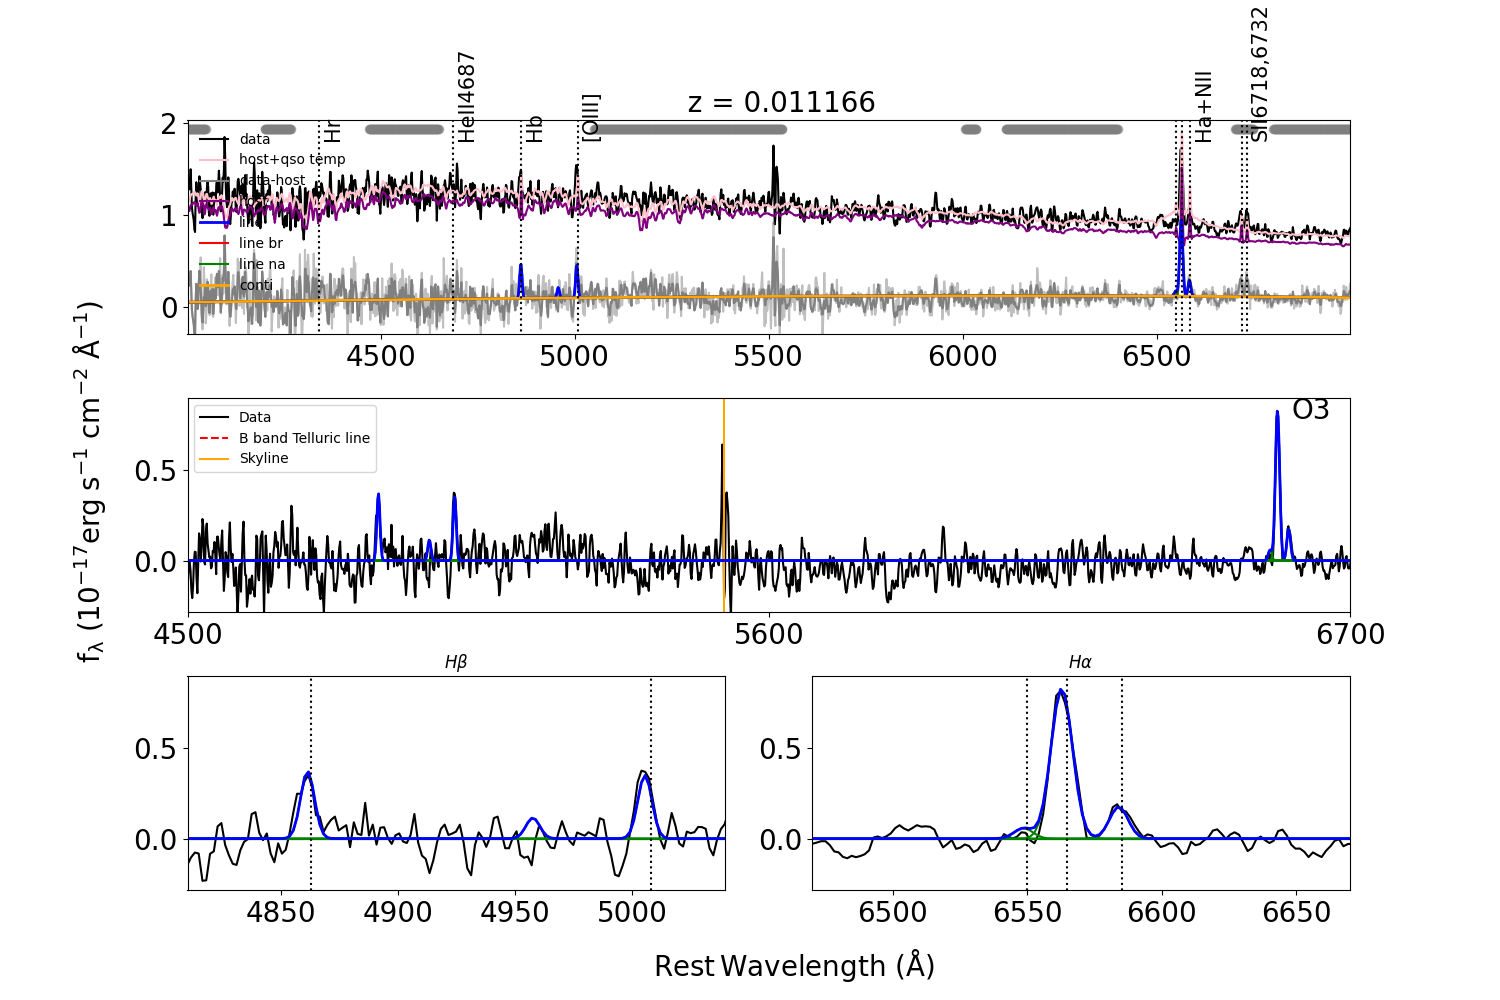 z = 0.011166
Hr
HeII4687
Hb
[OIII]
Ha+NII
SII6718,6732
2
1
0
data
host+qso temp
data-host
line
line br
line na
conti
4500 5000 5500 6000 6500
f_λ (10^−17 erg s^−1 cm^−2 Å^−1)
Data
B band Telluric line
Skyline
O3
0.5
0.0
4500 5600 6700
Hβ
0.5
0.0
4850 4900 4950 5000
Hα
0.5
0.0
6500 6550 6600 6650
Rest Wavelength (Å)